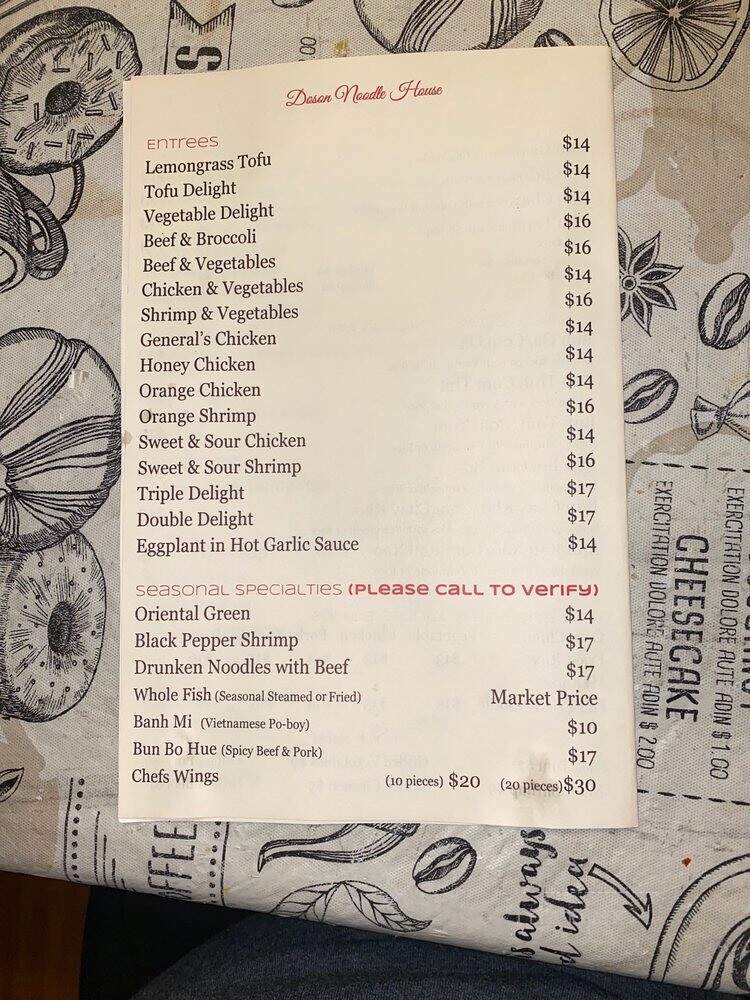 Doson Noodle House
Entrees
Lemongrass Tofu $14
Tofu Delight $14
Vegetable Delight $14
Beef & Broccoli $16
Beef & Vegetables $16
Chicken & Vegetables $14
Shrimp & Vegetables $16
General's Chicken $14
Honey Chicken $14
Orange Chicken $14
Orange Shrimp $16
Sweet & Sour Chicken $14
Sweet & Sour Shrimp $16
Triple Delight $17
Double Delight $17
Eggplant in Hot Garlic Sauce $14
Seasonal Specialties (Please call to verify)
Oriental Green $14
Black Pepper Shrimp $17
Drunken Noodles with Beef $17
Whole Fish (Seasonal Steamed or Fried) Market Price
Banh Mi (Vietnamese Po-boy) $10
Bun Bo Hue (Spicy Beef & Pork) $17
Chefs Wings (10 pieces) $20 (20 pieces)$30
EXERCITATION DOLORE AUTE ADIN $ 1.00
CHEESECAKE
EXERCITATION DOLORE AUTE ADIN $ 2.00
always
idea